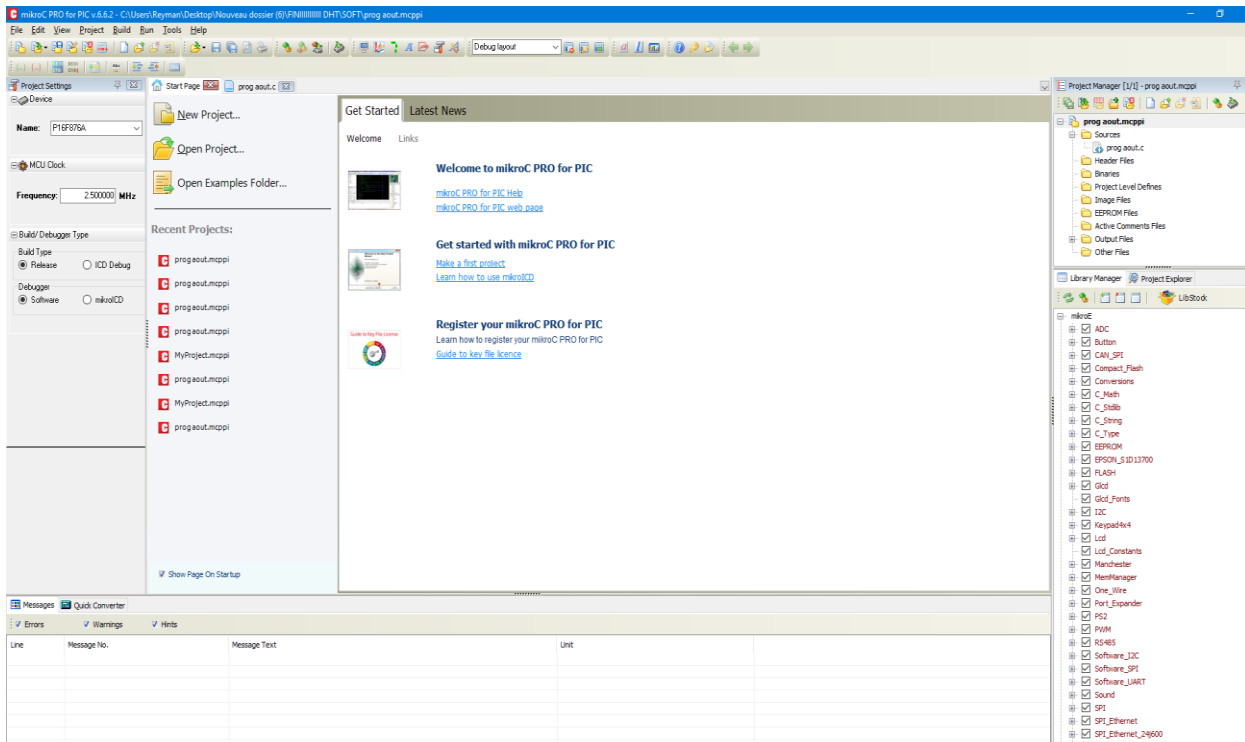 mikroC PRO for PIC v.6.6.2 - C:\Users\Reyman\Desktop\Nouveau dossier (6)\FINIIIIIIIII DHT\SOFT\prog aout.mcppi
File Edit View Project Build Run Tools Help
Debug layout
Project Settings
Device
Name: P16F876A
MCU Clock
Frequency: 2.500000 MHz
Build/Debugger Type
Build Type
Release ICD Debug
Debugger
Software mikroICD
Start Page prog aout.c
New Project...
Open Project...
Open Examples Folder...
Recent Projects:
prog aout.mcppi
prog aout.mcppi
prog aout.mcppi
prog aout.mcppi
MyProject.mcppi
prog aout.mcppi
MyProject.mcppi
prog aout.mcppi
Show Page On Startup
Get Started Latest News
Welcome Links
Welcome to mikroC PRO for PIC
mikroC PRO for PIC Help
mikroC PRO for PIC web page
Get started with mikroC PRO for PIC
Make a first project
Learn how to use mikroICD
Guide to Key File License
Register your mikroC PRO for PIC
Learn how to register your mikroC PRO for PIC
Guide to key file licence
Project Manager [1/1] - prog aout.mcppi
prog aout.mcppi
Sources
prog aout.c
Header Files
Binaries
Project Level Defines
Image Files
EEPROM Files
Active Comments Files
Output Files
Other Files
Library Manager Project Explorer
LibStock
mikroE
ADC
Button
CAN_SPI
Compact_Flash
Conversions
C_Math
C_Stdlib
C_String
C_Type
EEPROM
EPSON_S1D13700
FLASH
Glcd
Glcd_Fonts
I2C
Keypad4x4
Lcd
Lcd_Constants
Manchester
MemManager
One_Wire
Port_Expander
PS2
PWM
RS485
Software_I2C
Software_SPI
Software_UART
Sound
SPI
SPI_Ethernet
SPI_Ethernet_24j600
Messages Quick Converter
Errors Warnings Hints
Line Message No. Message Text Unit